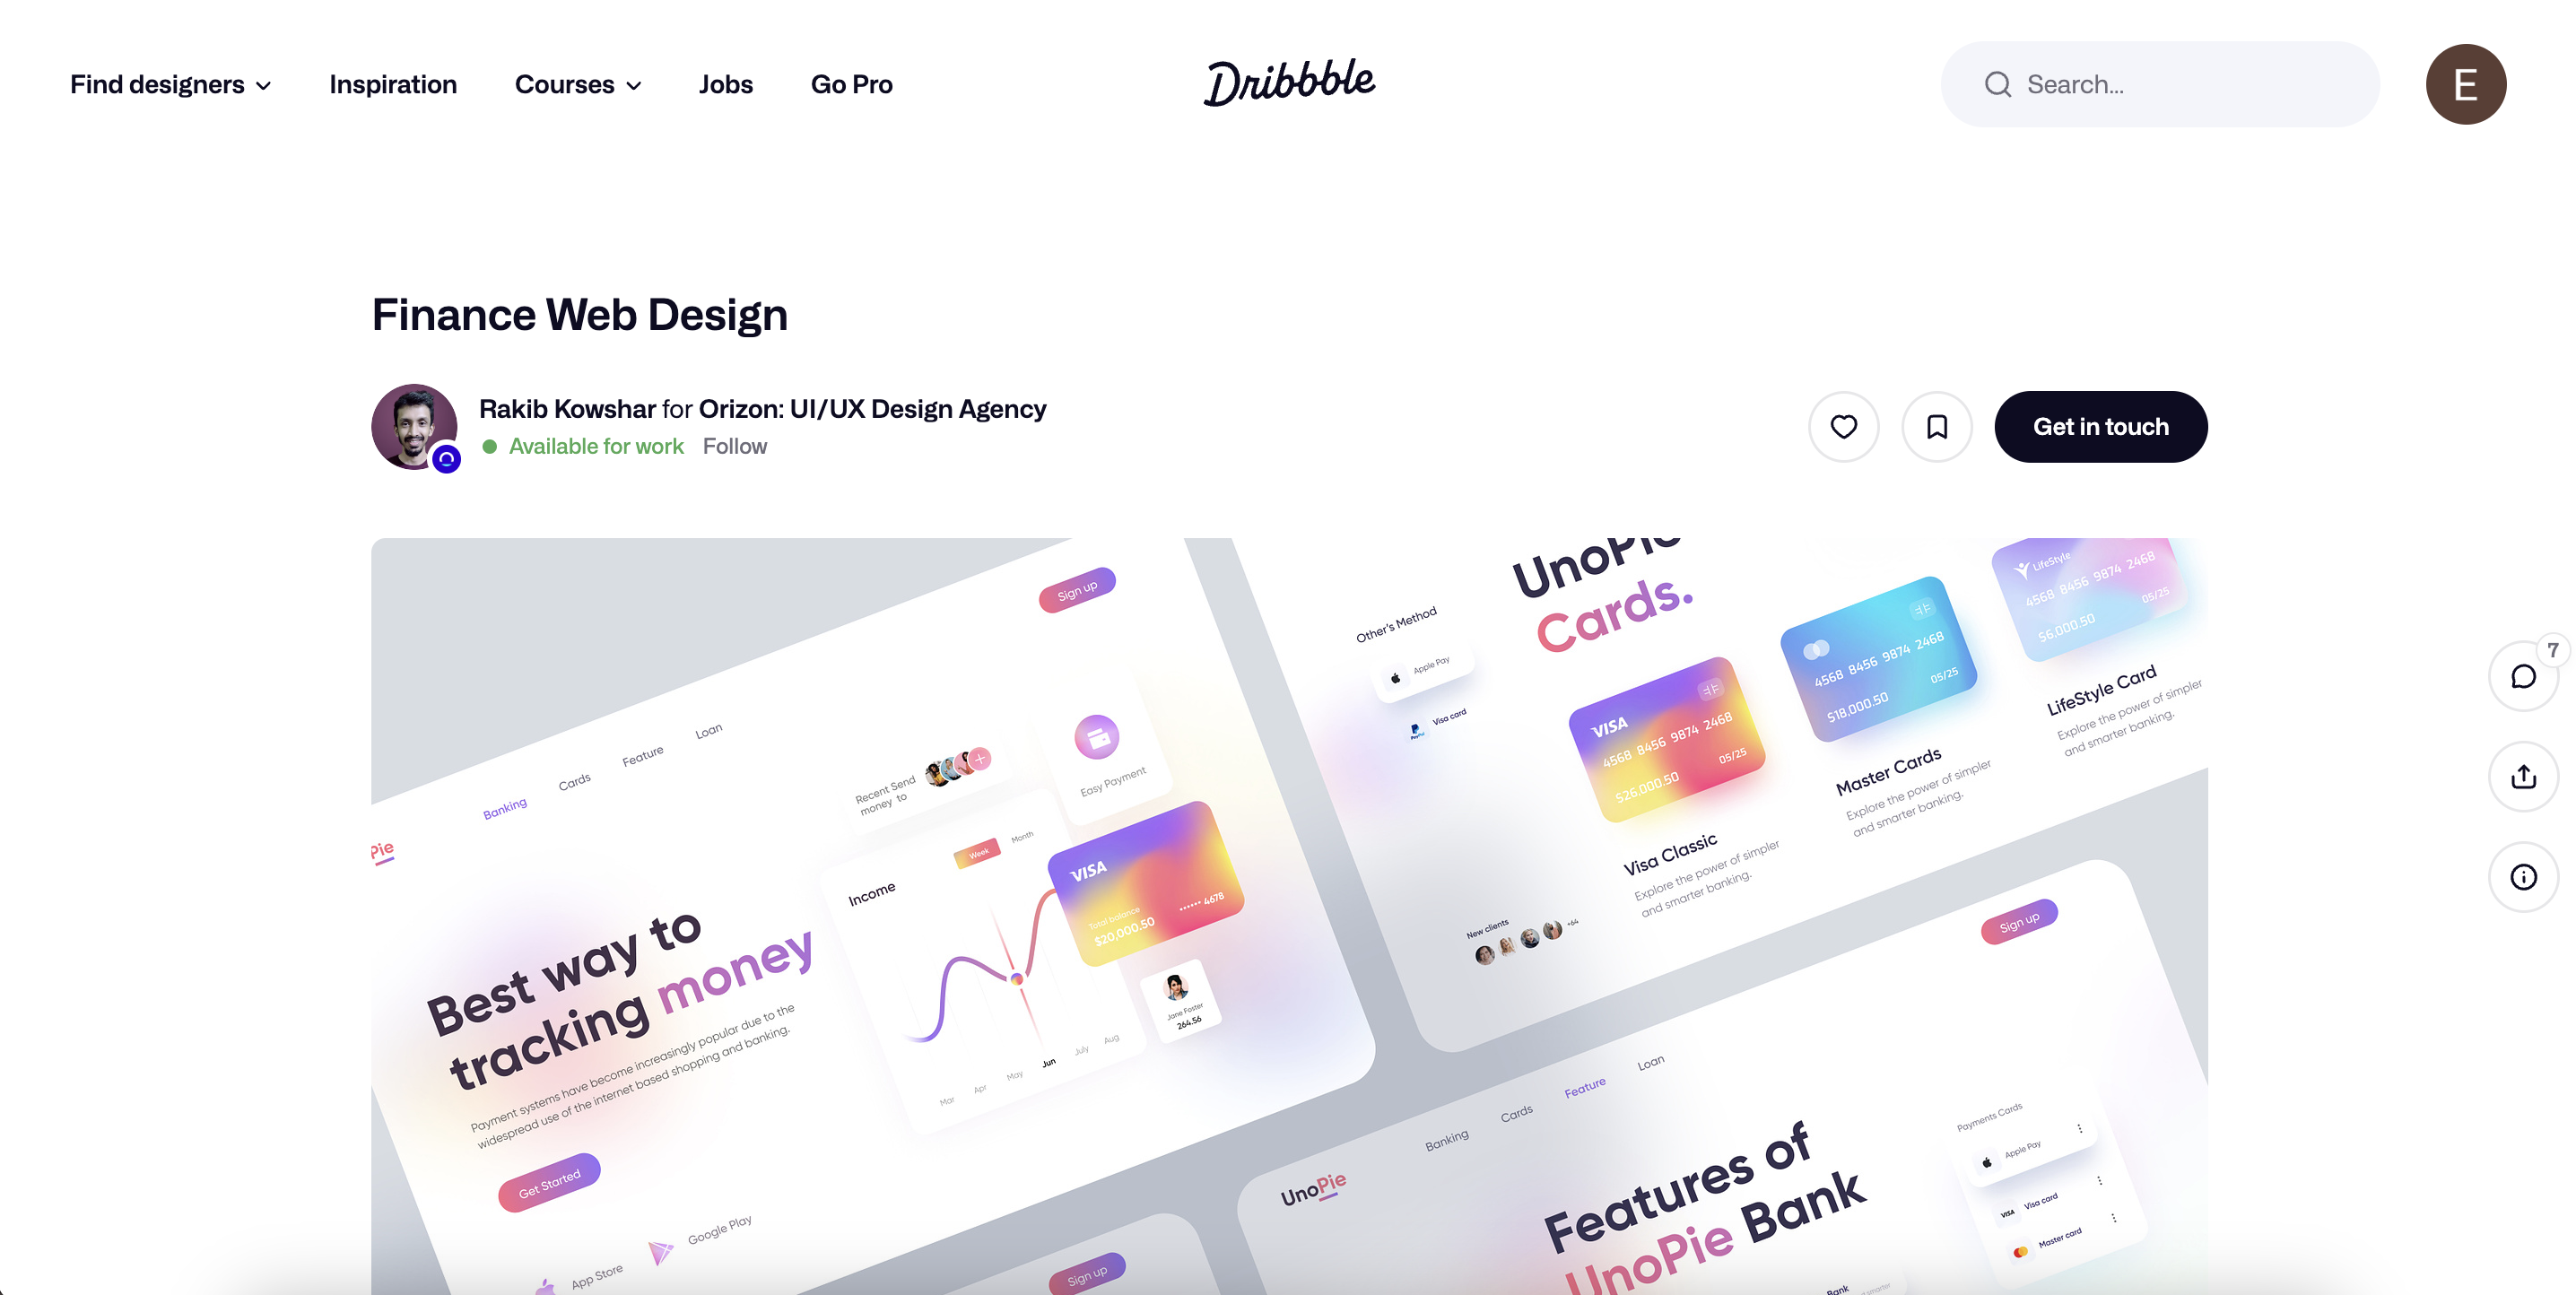 Find designers
Inspiration
Courses
Jobs
Go Pro
Dribbble
Search...
E
Finance Web Design
Rakib Kowshar for Orizon: UI/UX Design Agency
Available for work
Follow
Get in touch
7
Sign up
Pie
Banking
Cards
Feature
Loan
Recent Send
money to
Easy Payment
Best way to
tracking money
Payment systems have become increasingly popular due to the
widespread use of the internet based shopping and banking.
Get Started
App Store
Google Play
Income
Week
Month
Mar
Apr
May
Jun
July
Aug
VISA
Total balance
$20,000.50
****** 4678
Jane Foster
264.56
UnoPie
Cards.
Other's Method
Apple Pay
PayPal
Visa card
New clients
+64
VISA
4568 8456 9874 2468
$26,000.50
05/25
Visa Classic
Explore the power of simpler
and smarter banking.
4568 8456 9874 2468
$18,000.50
05/25
Master Cards
Explore the power of simpler
and smarter banking.
LifeStyle
4568 8456 9874 2468
$6,000.50
05/25
LifeStyle Card
Explore the power of simpler
and smarter banking.
Sign up
UnoPie
Banking
Cards
Feature
Loan
Features of
UnoPie Bank
Payments Cards
Apple Pay
VISA
Visa card
Master card
Bank
smarter
Sign up